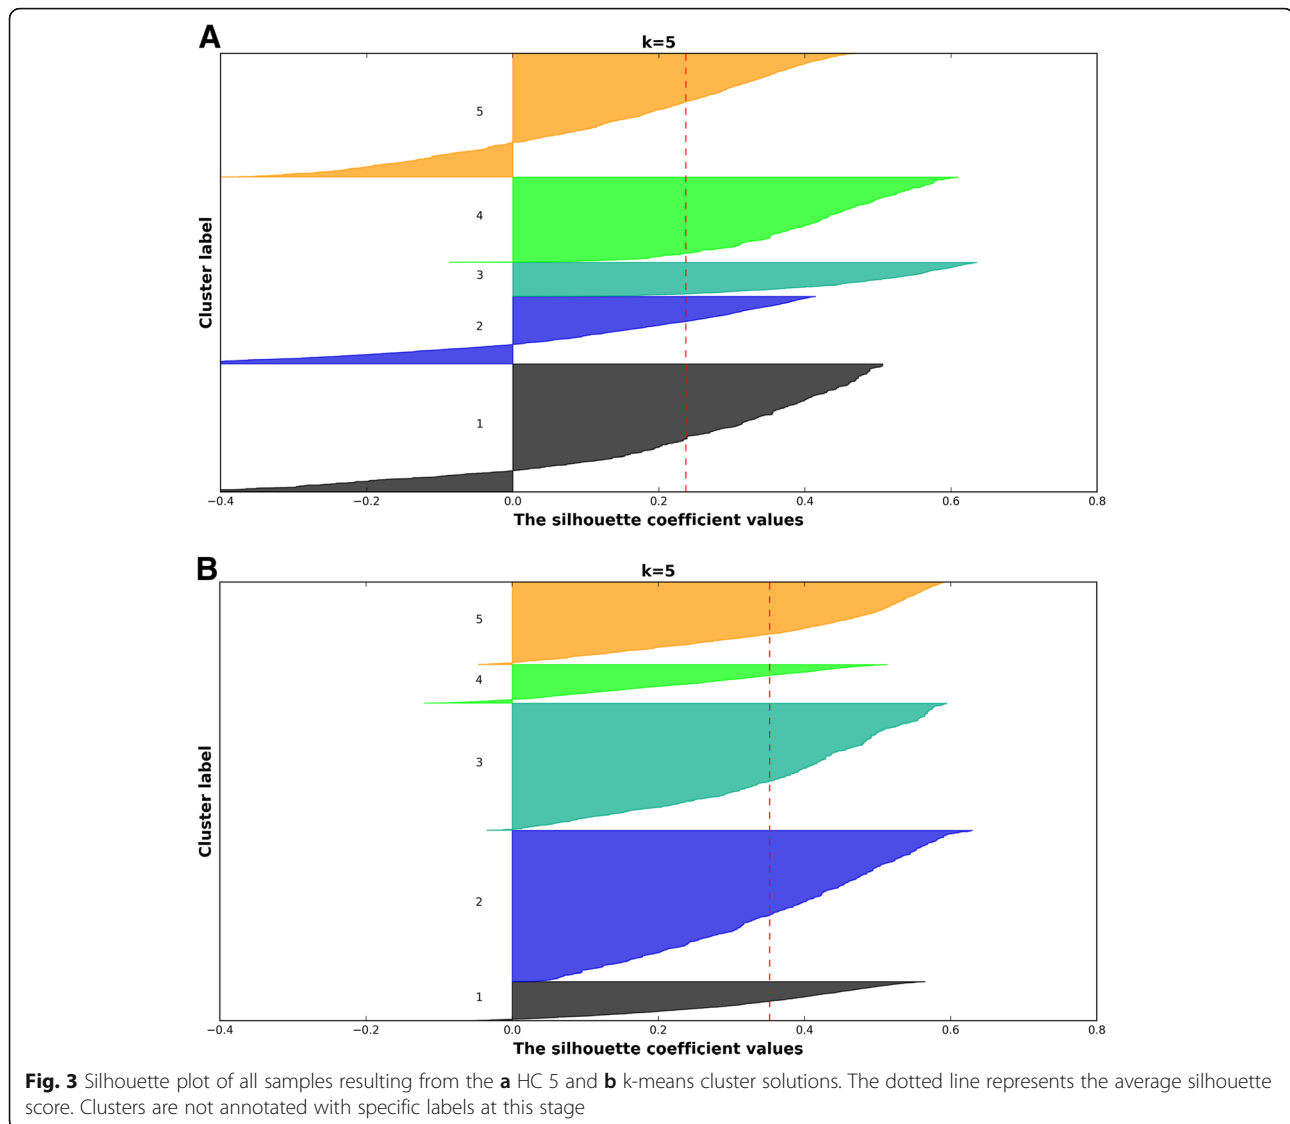 A
k=5
5
4
3
2
1
Cluster label
−0.4 −0.2 0.0 0.2 0.4 0.6 0.8
The silhouette coefficient values
B
k=5
5
4
3
2
1
Cluster label
−0.4 −0.2 0.0 0.2 0.4 0.6 0.8
The silhouette coefficient values
Fig. 3 Silhouette plot of all samples resulting from the a HC 5 and b k-means cluster solutions. The dotted line represents the average silhouette
score. Clusters are not annotated with specific labels at this stage